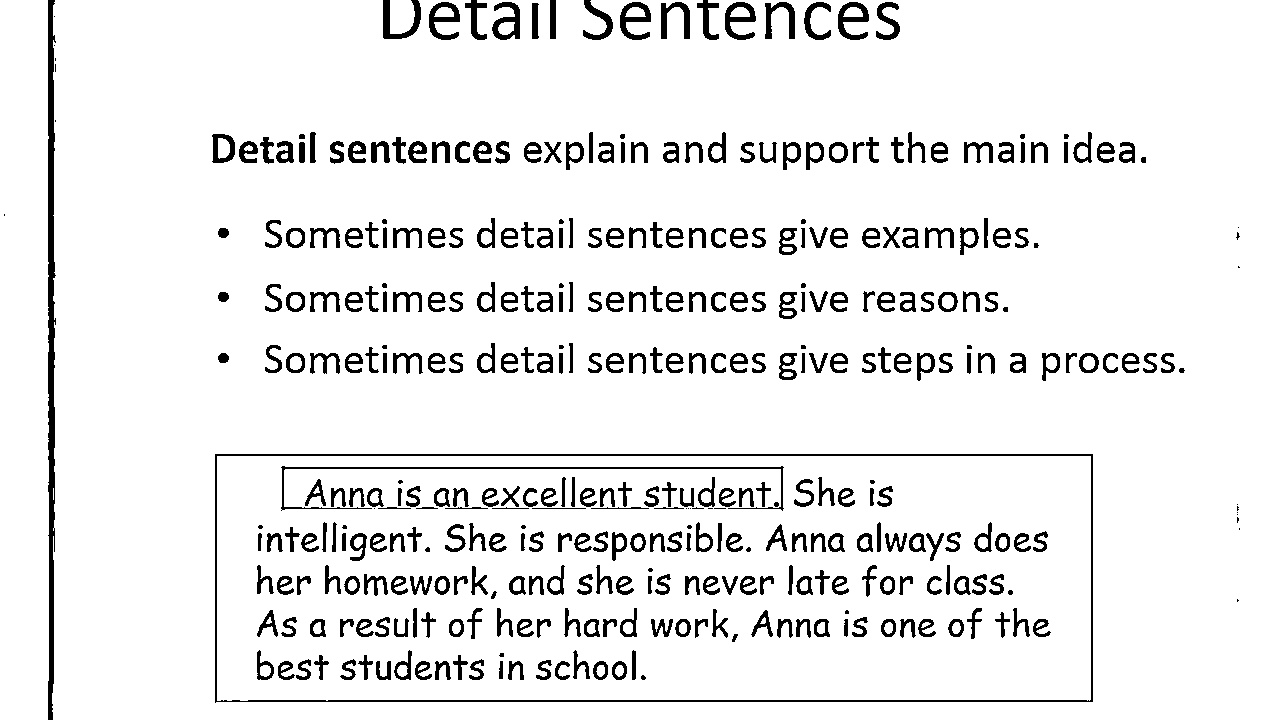 Detail Sentences
Detail sentences explain and support the main idea.
• Sometimes detail sentences give examples.
• Sometimes detail sentences give reasons.
• Sometimes detail sentences give steps in a process.
Anna is an excellent student. She is
intelligent. She is responsible. Anna always does
her homework, and she is never late for class.
As a result of her hard work, Anna is one of the
best students in school.